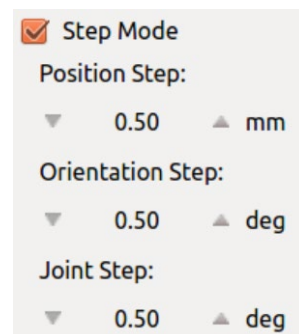 Step Mode
Position Step:
0.50 mm
Orientation Step:
0.50 deg
Joint Step:
0.50 deg